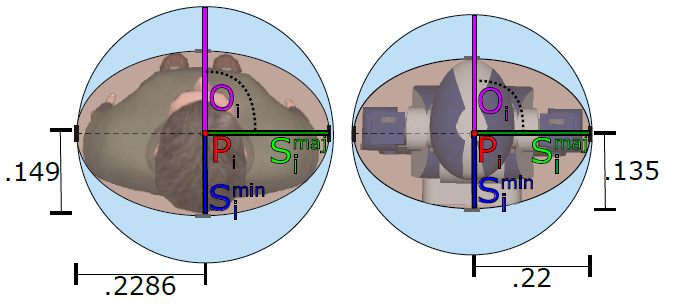 O_i
P_i
S_i^maj
S_i^min
.149
.2286
O_i
P_i
S_i^maj
S_i^min
.135
.22